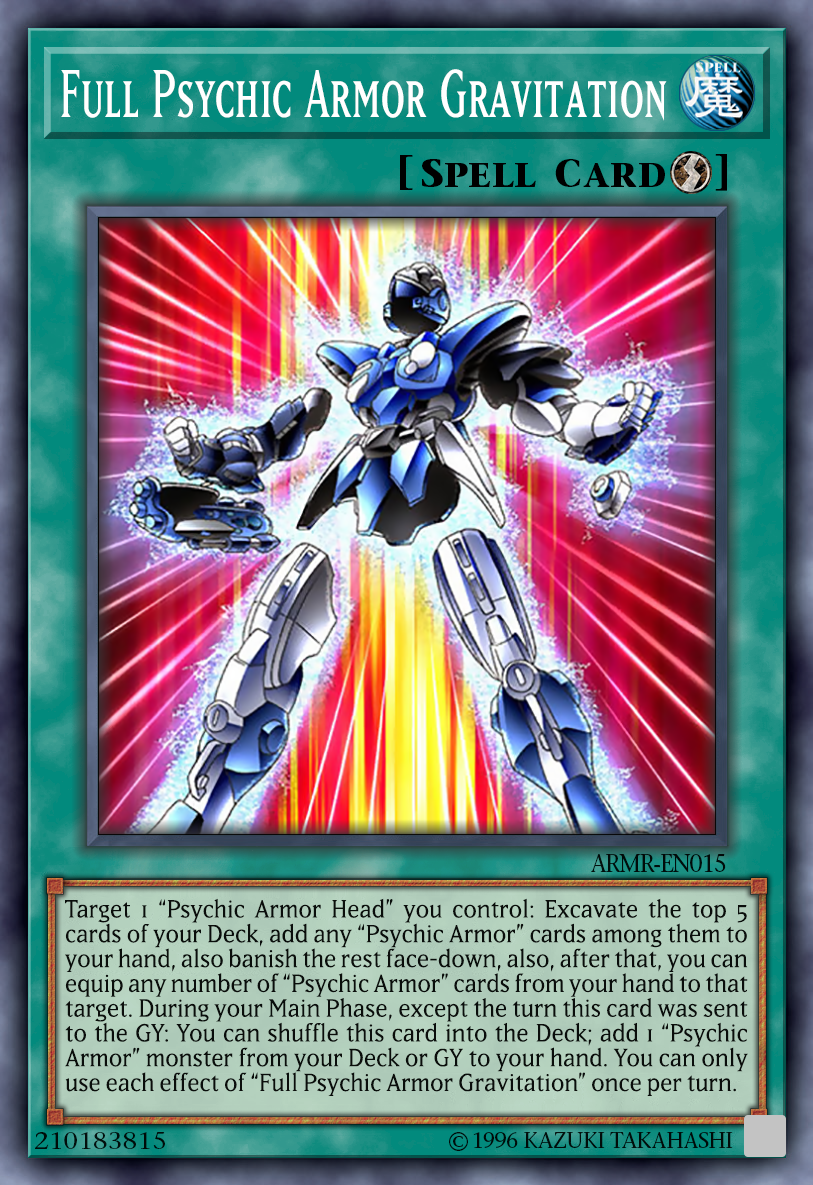 FULL PSYCHIC ARMOR GRAVITATION
SPELL
魔
[SPELL CARD]
ARMR-EN015
Target 1 “Psychic Armor Head” you control: Excavate the top 5
cards of your Deck, add any “Psychic Armor” cards among them to
your hand, also banish the rest face-down, also, after that, you can
equip any number of “Psychic Armor” cards from your hand to that
target. During your Main Phase, except the turn this card was sent
to the GY: You can shuffle this card into the Deck; add 1 “Psychic
Armor” monster from your Deck or GY to your hand. You can only
use each effect of “Full Psychic Armor Gravitation” once per turn.
210183815
© 1996 KAZUKI TAKAHASHI